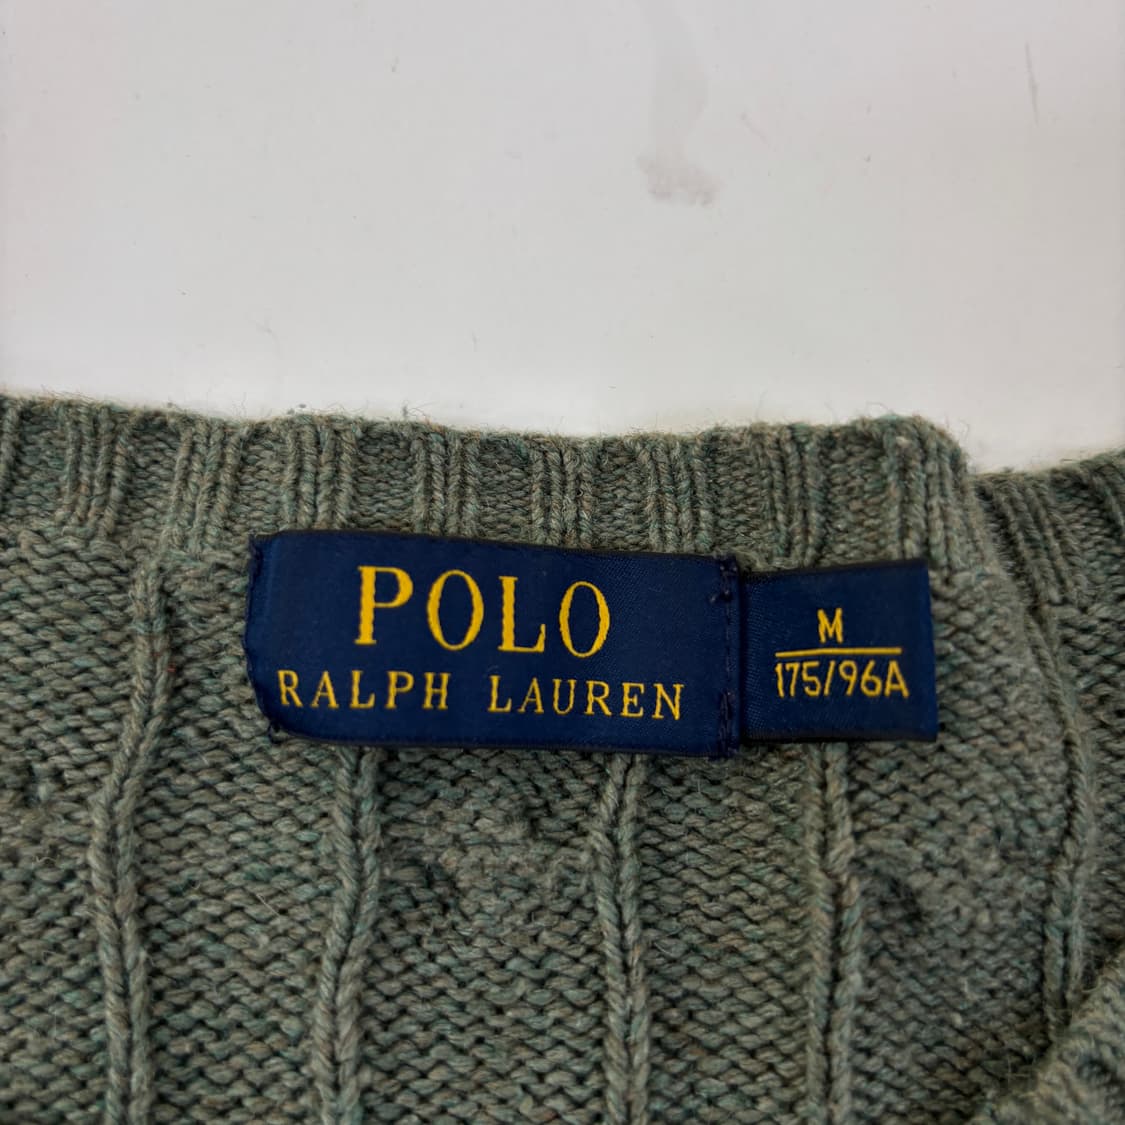 POLO
RALPH LAUREN
M
175/96A